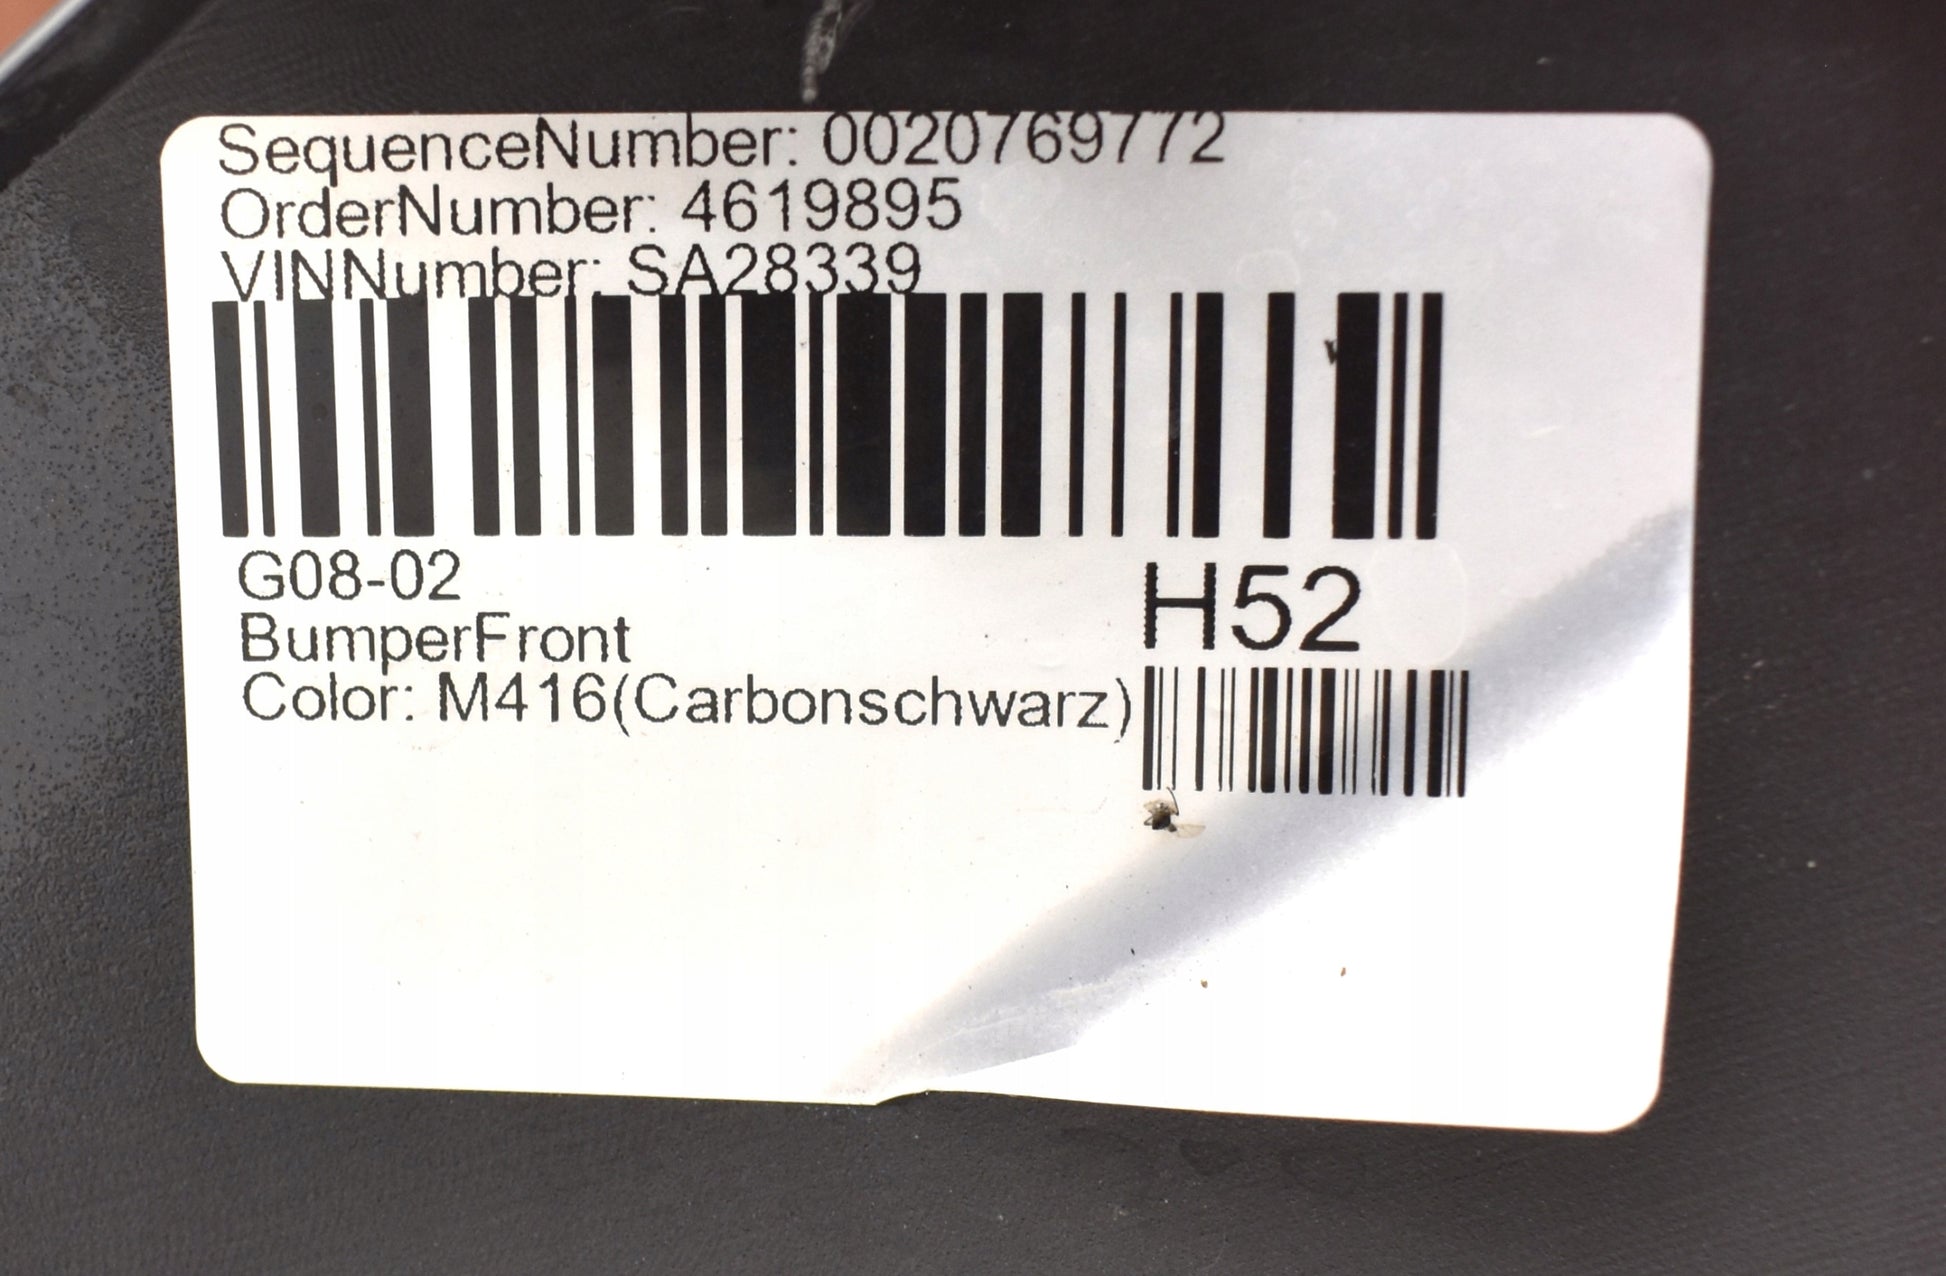 SequenceNumber: 0020769772
OrderNumber: 4619895
VINNumber: SA28339
G08-02
H52
BumperFront
Color: M416(Carbonschwarz)